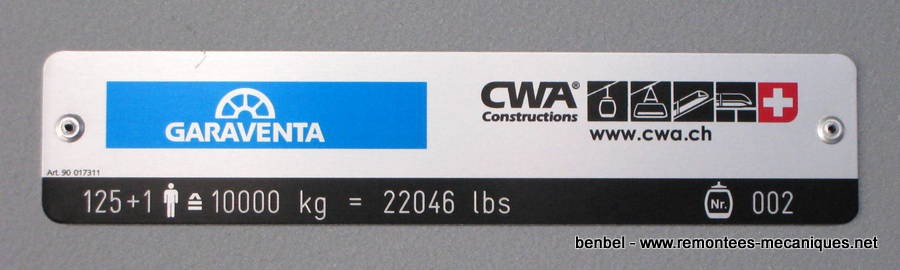 GARAVENTA
CWA® Constructions
www.cwa.ch
Art. 90 017311
125+1 ≙ 10000 kg = 22046 lbs
Nr. 002
benbel - www.remontees-mecaniques.net